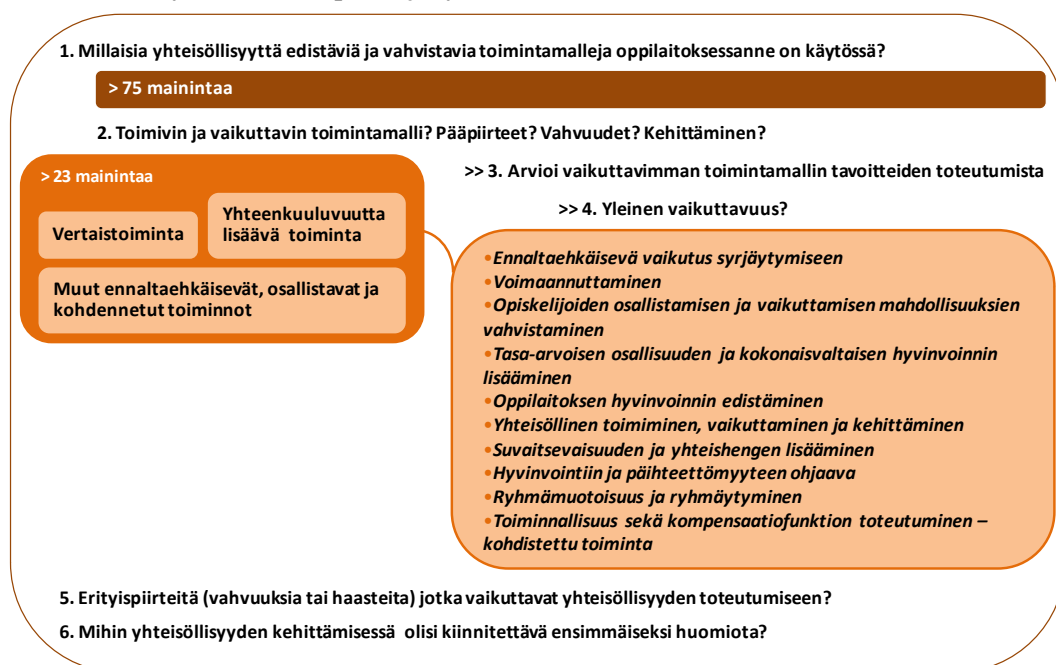 1. Millaisia yhteisöllisyyttä edistäviä ja vahvistavia toimintamalleja oppilaitoksessanne on käytössä?
> 75 mainintaa
2. Toimivin ja vaikuttavin toimintamalli? Pääpiirteet? Vahvuudet? Kehittäminen?
> 23 mainintaa
Vertaistoiminta
Yhteenkuuluvuutta
lisäävä toiminta
Muut ennaltaehkäisevät, osallistavat ja
kohdennetut toiminnot
>> 3. Arvioi vaikuttavimman toimintamallin tavoitteiden toteutumista
>> 4. Yleinen vaikuttavuus?
•Ennaltaehkäisevä vaikutus syrjäytymiseen
•Voimaannuttaminen
•Opiskelijoiden osallistamisen ja vaikuttamisen mahdollisuuksien
vahvistaminen
•Tasa-arvoisen osallisuuden ja kokonaisvaltaisen hyvinvoinnin
lisääminen
•Oppilaitoksen hyvinvoinnin edistäminen
•Yhteisöllinen toimiminen, vaikuttaminen ja kehittäminen
•Suvaitsevaisuuden ja yhteishengen lisääminen
•Hyvinvointiin ja päihteettömyyteen ohjaava
•Ryhmämuotoisuus ja ryhmäytyminen
•Toiminnallisuus sekä kompensaatiofunktion toteutuminen –
kohdistettu toiminta
5. Erityispiirteitä (vahvuuksia tai haasteita) jotka vaikuttavat yhteisöllisyyden toteutumiseen?
6. Mihin yhteisöllisyyden kehittämisessä olisi kiinnitettävä ensimmäiseksi huomiota?